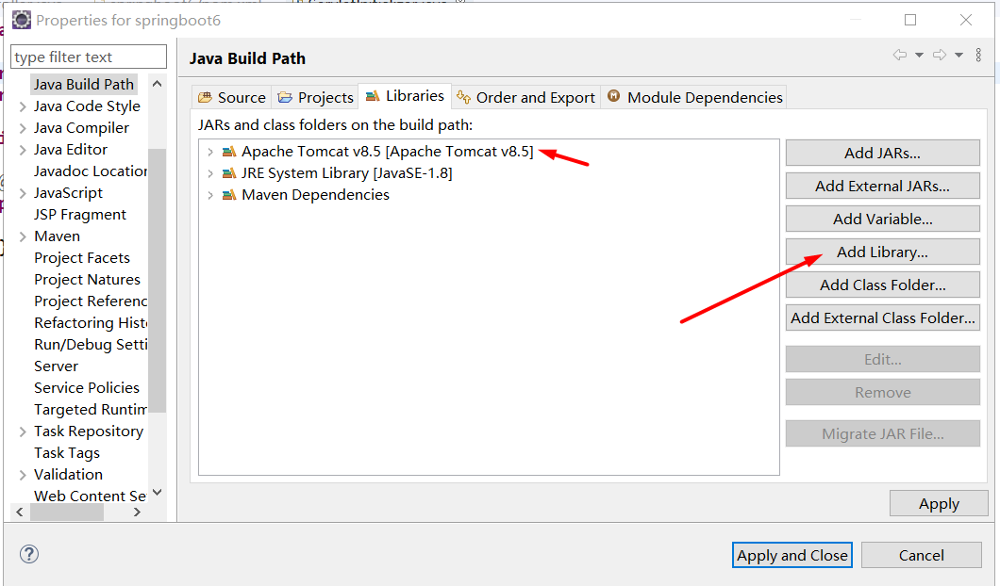 Properties for springboot6
type filter text
Java Build Path
Java Code Style
Java Compiler
Java Editor
Javadoc Location
JavaScript
JSP Fragment
Maven
Project Facets
Project Natures
Project Referenc
Refactoring Histo
Run/Debug Setti
Server
Service Policies
Targeted Runtim
Task Repository
Task Tags
Validation
Web Content Se
Java Build Path
Source
Projects
Libraries
Order and Export
Module Dependencies
JARs and class folders on the build path:
Apache Tomcat v8.5 [Apache Tomcat v8.5]
JRE System Library [JavaSE-1.8]
Maven Dependencies
Add JARs...
Add External JARs...
Add Variable...
Add Library...
Add Class Folder...
Add External Class Folder...
Edit...
Remove
Migrate JAR File...
Apply
Apply and Close
Cancel